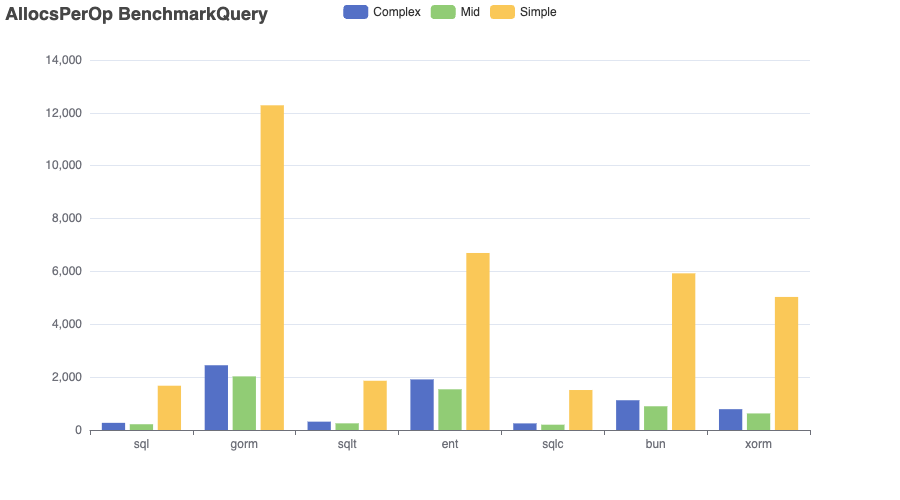 AllocsPerOp BenchmarkQuery
Complex Mid Simple
14,000
12,000
10,000
8,000
6,000
4,000
2,000
0
sql gorm sqlt ent sqlc bun xorm